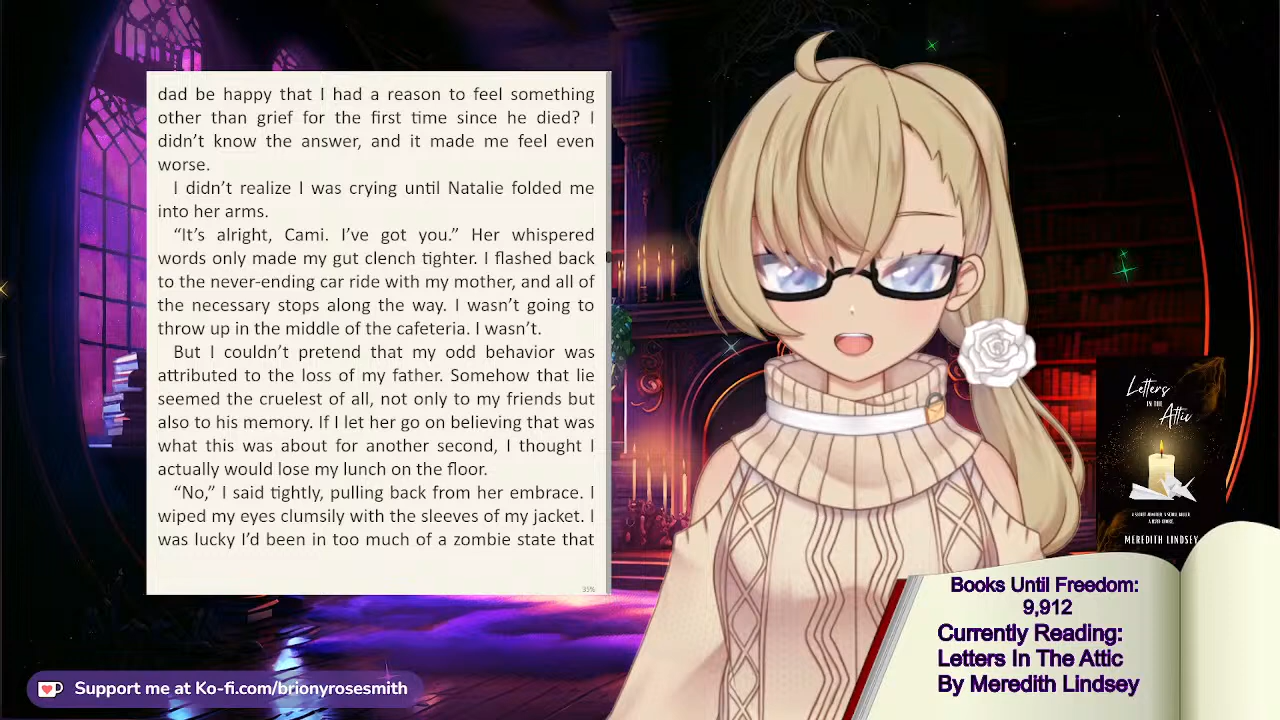 dad be happy that I had a reason to feel something
other than grief for the first time since he died? I
didn’t know the answer, and it made me feel even
worse.
I didn’t realize I was crying until Natalie folded me
into her arms.
“It’s alright, Cami. I’ve got you.” Her whispered
words only made my gut clench tighter. I flashed back
to the never-ending car ride with my mother, and all of
the necessary stops along the way. I wasn’t going to
throw up in the middle of the cafeteria. I wasn’t.
But I couldn’t pretend that my odd behavior was
attributed to the loss of my father. Somehow that lie
seemed the cruelest of all, not only to my friends but
also to his memory. If I let her go on believing that was
what this was about for another second, I thought I
actually would lose my lunch on the floor.
“No,” I said tightly, pulling back from her embrace. I
wiped my eyes clumsily with the sleeves of my jacket. I
was lucky I’d been in too much of a zombie state that
35%
Letters
IN THE
Attic
A SECRET ADMIRER. A SERIAL KILLER.
MEREDITH LINDSEY
Books Until Freedom:
9,912
Currently Reading:
Letters In The Attic
By Meredith Lindsey
Support me at Ko-fi.com/brionyrosesmith